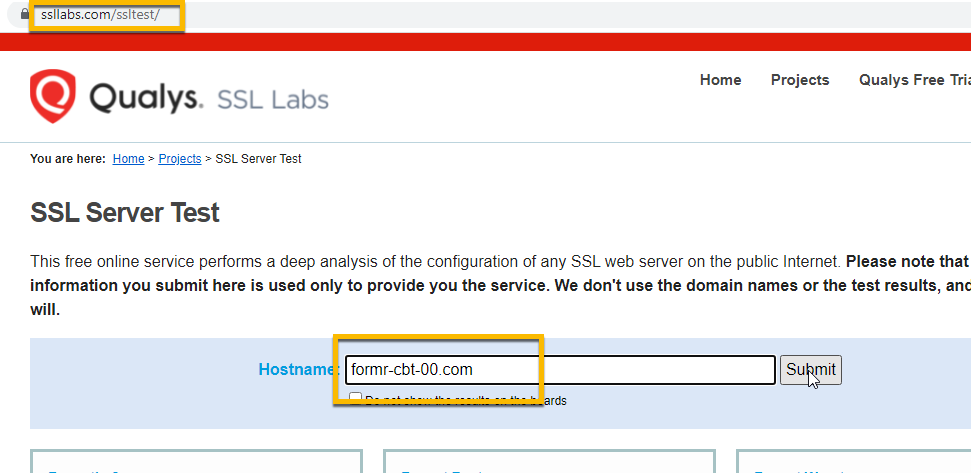 ssllabs.com/ssltest/
Qualys. SSL Labs
Home Projects Qualys Free Tria
You are here: Home > Projects > SSL Server Test
SSL Server Test
This free online service performs a deep analysis of the configuration of any SSL web server on the public Internet. Please note that
information you submit here is used only to provide you the service. We don't use the domain names or the test results, and
will.
Hostname: formr-cbt-00.com Submit
Do not show the results on the boards